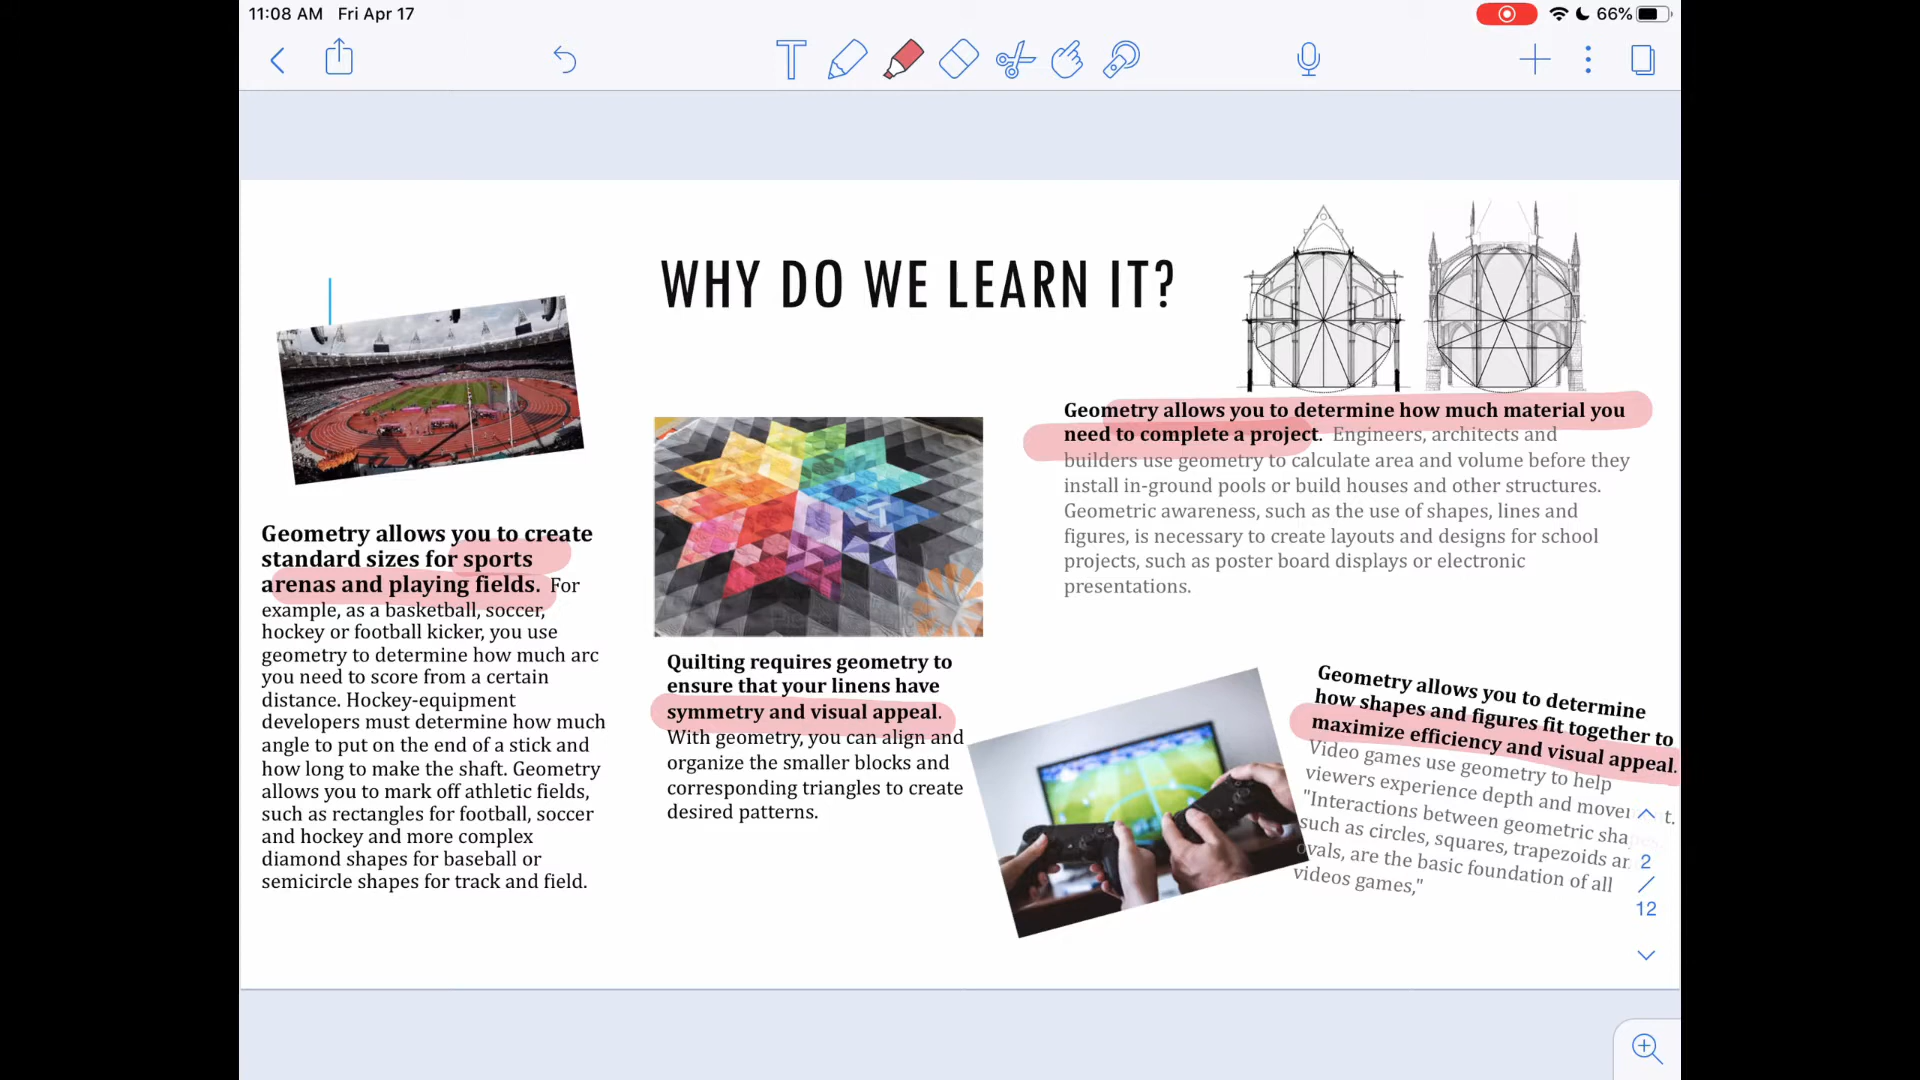 11:08 AM Fri Apr 17
66%
WHY DO WE LEARN IT?
Geometry allows you to create
standard sizes for sports
arenas and playing fields. For
example, as a basketball, soccer,
hockey or football kicker, you use
geometry to determine how much arc
you need to score from a certain
distance. Hockey-equipment
developers must determine how much
angle to put on the end of a stick and
how long to make the shaft. Geometry
allows you to mark off athletic fields,
such as rectangles for football, soccer
and hockey and more complex
diamond shapes for baseball or
semicircle shapes for track and field.
Quilting requires geometry to
ensure that your linens have
symmetry and visual appeal.
With geometry, you can align and
organize the smaller blocks and
corresponding triangles to create
desired patterns.
Geometry allows you to determine how much material you
need to complete a project. Engineers, architects and
builders use geometry to calculate area and volume before they
install in-ground pools or build houses and other structures.
Geometric awareness, such as the use of shapes, lines and
figures, is necessary to create layouts and designs for school
projects, such as poster board displays or electronic
presentations.
Geometry allows you to determine
how shapes and figures fit together to
maximize efficiency and visual appeal.
Video games use geometry to help
viewers experience depth and
"Interactions between geometric
such as circles, squares, trapezoids
ovals, are the basic foundation of all
videos games,"
2
/
12